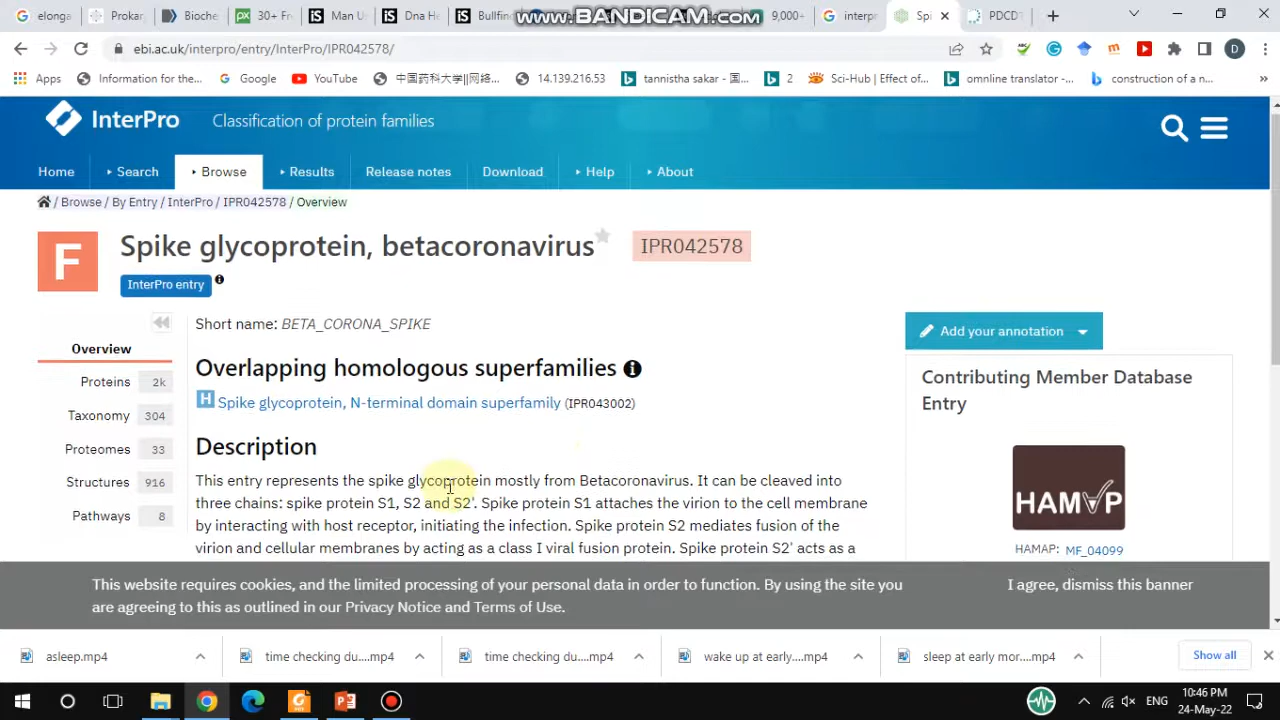 elonga
Prokar
Bioche
30+ Fr
Man U
Dna He
Bullfin
www.BANDICAM.com
9,000+
interp
Spi
PDCD1
ebi.ac.uk/interpro/entry/InterPro/IPR042578/
D
Apps
Information for the...
Google
YouTube
中国药科大学||网络...
14.139.216.53
tannistha sakar - 国...
2
Sci-Hub | Effect of...
omnline translator -...
construction of a n...
InterPro
Classification of protein families
Home
Search
Browse
Results
Release notes
Download
Help
About
/ Browse / By Entry / InterPro / IPR042578 / Overview
F
Spike glycoprotein, betacoronavirus
IPR042578
InterPro entry
Short name: BETA_CORONA_SPIKE
Add your annotation
Overview
Proteins 2k
Taxonomy 304
Proteomes 33
Structures 916
Pathways 8
Overlapping homologous superfamilies
H Spike glycoprotein, N-terminal domain superfamily (IPR043002)
Description
This entry represents the spike glycoprotein mostly from Betacoronavirus. It can be cleaved into
three chains: spike protein S1, S2 and S2'. Spike protein S1 attaches the virion to the cell membrane
by interacting with host receptor, initiating the infection. Spike protein S2 mediates fusion of the
virion and cellular membranes by acting as a class I viral fusion protein. Spike protein S2' acts as a
Contributing Member Database
Entry
HAMAP
HAMAP: MF_04099
This website requires cookies, and the limited processing of your personal data in order to function. By using the site you
are agreeing to this as outlined in our Privacy Notice and Terms of Use.
I agree, dismiss this banner
asleep.mp4
time checking du....mp4
time checking du....mp4
wake up at early....mp4
sleep at early mor....mp4
Show all
ENG
10:46 PM
24-May-22